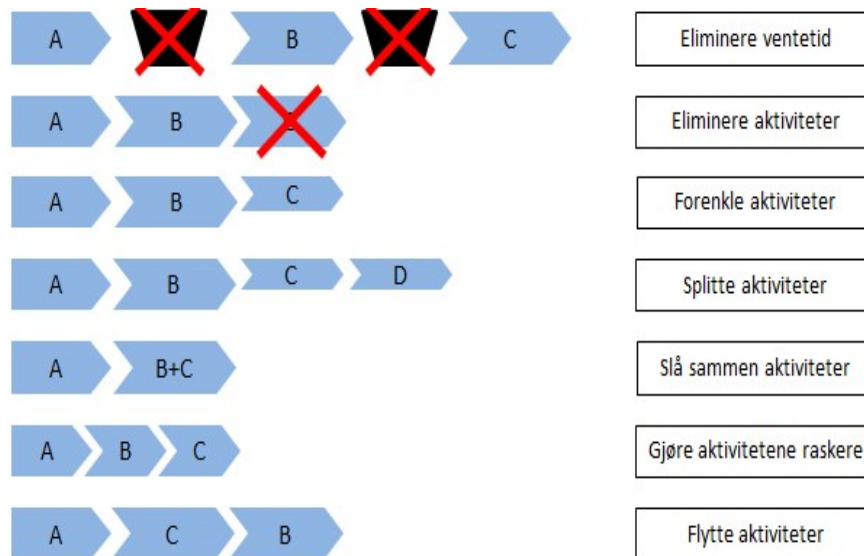 A B C Eliminere ventetid
A B Eliminere aktiviteter
A B C Forenkle aktiviteter
A B C D Splitte aktiviteter
A B+C Slå sammen aktiviteter
A B C Gjøre aktivitetene raskere
A C B Flytte aktiviteter